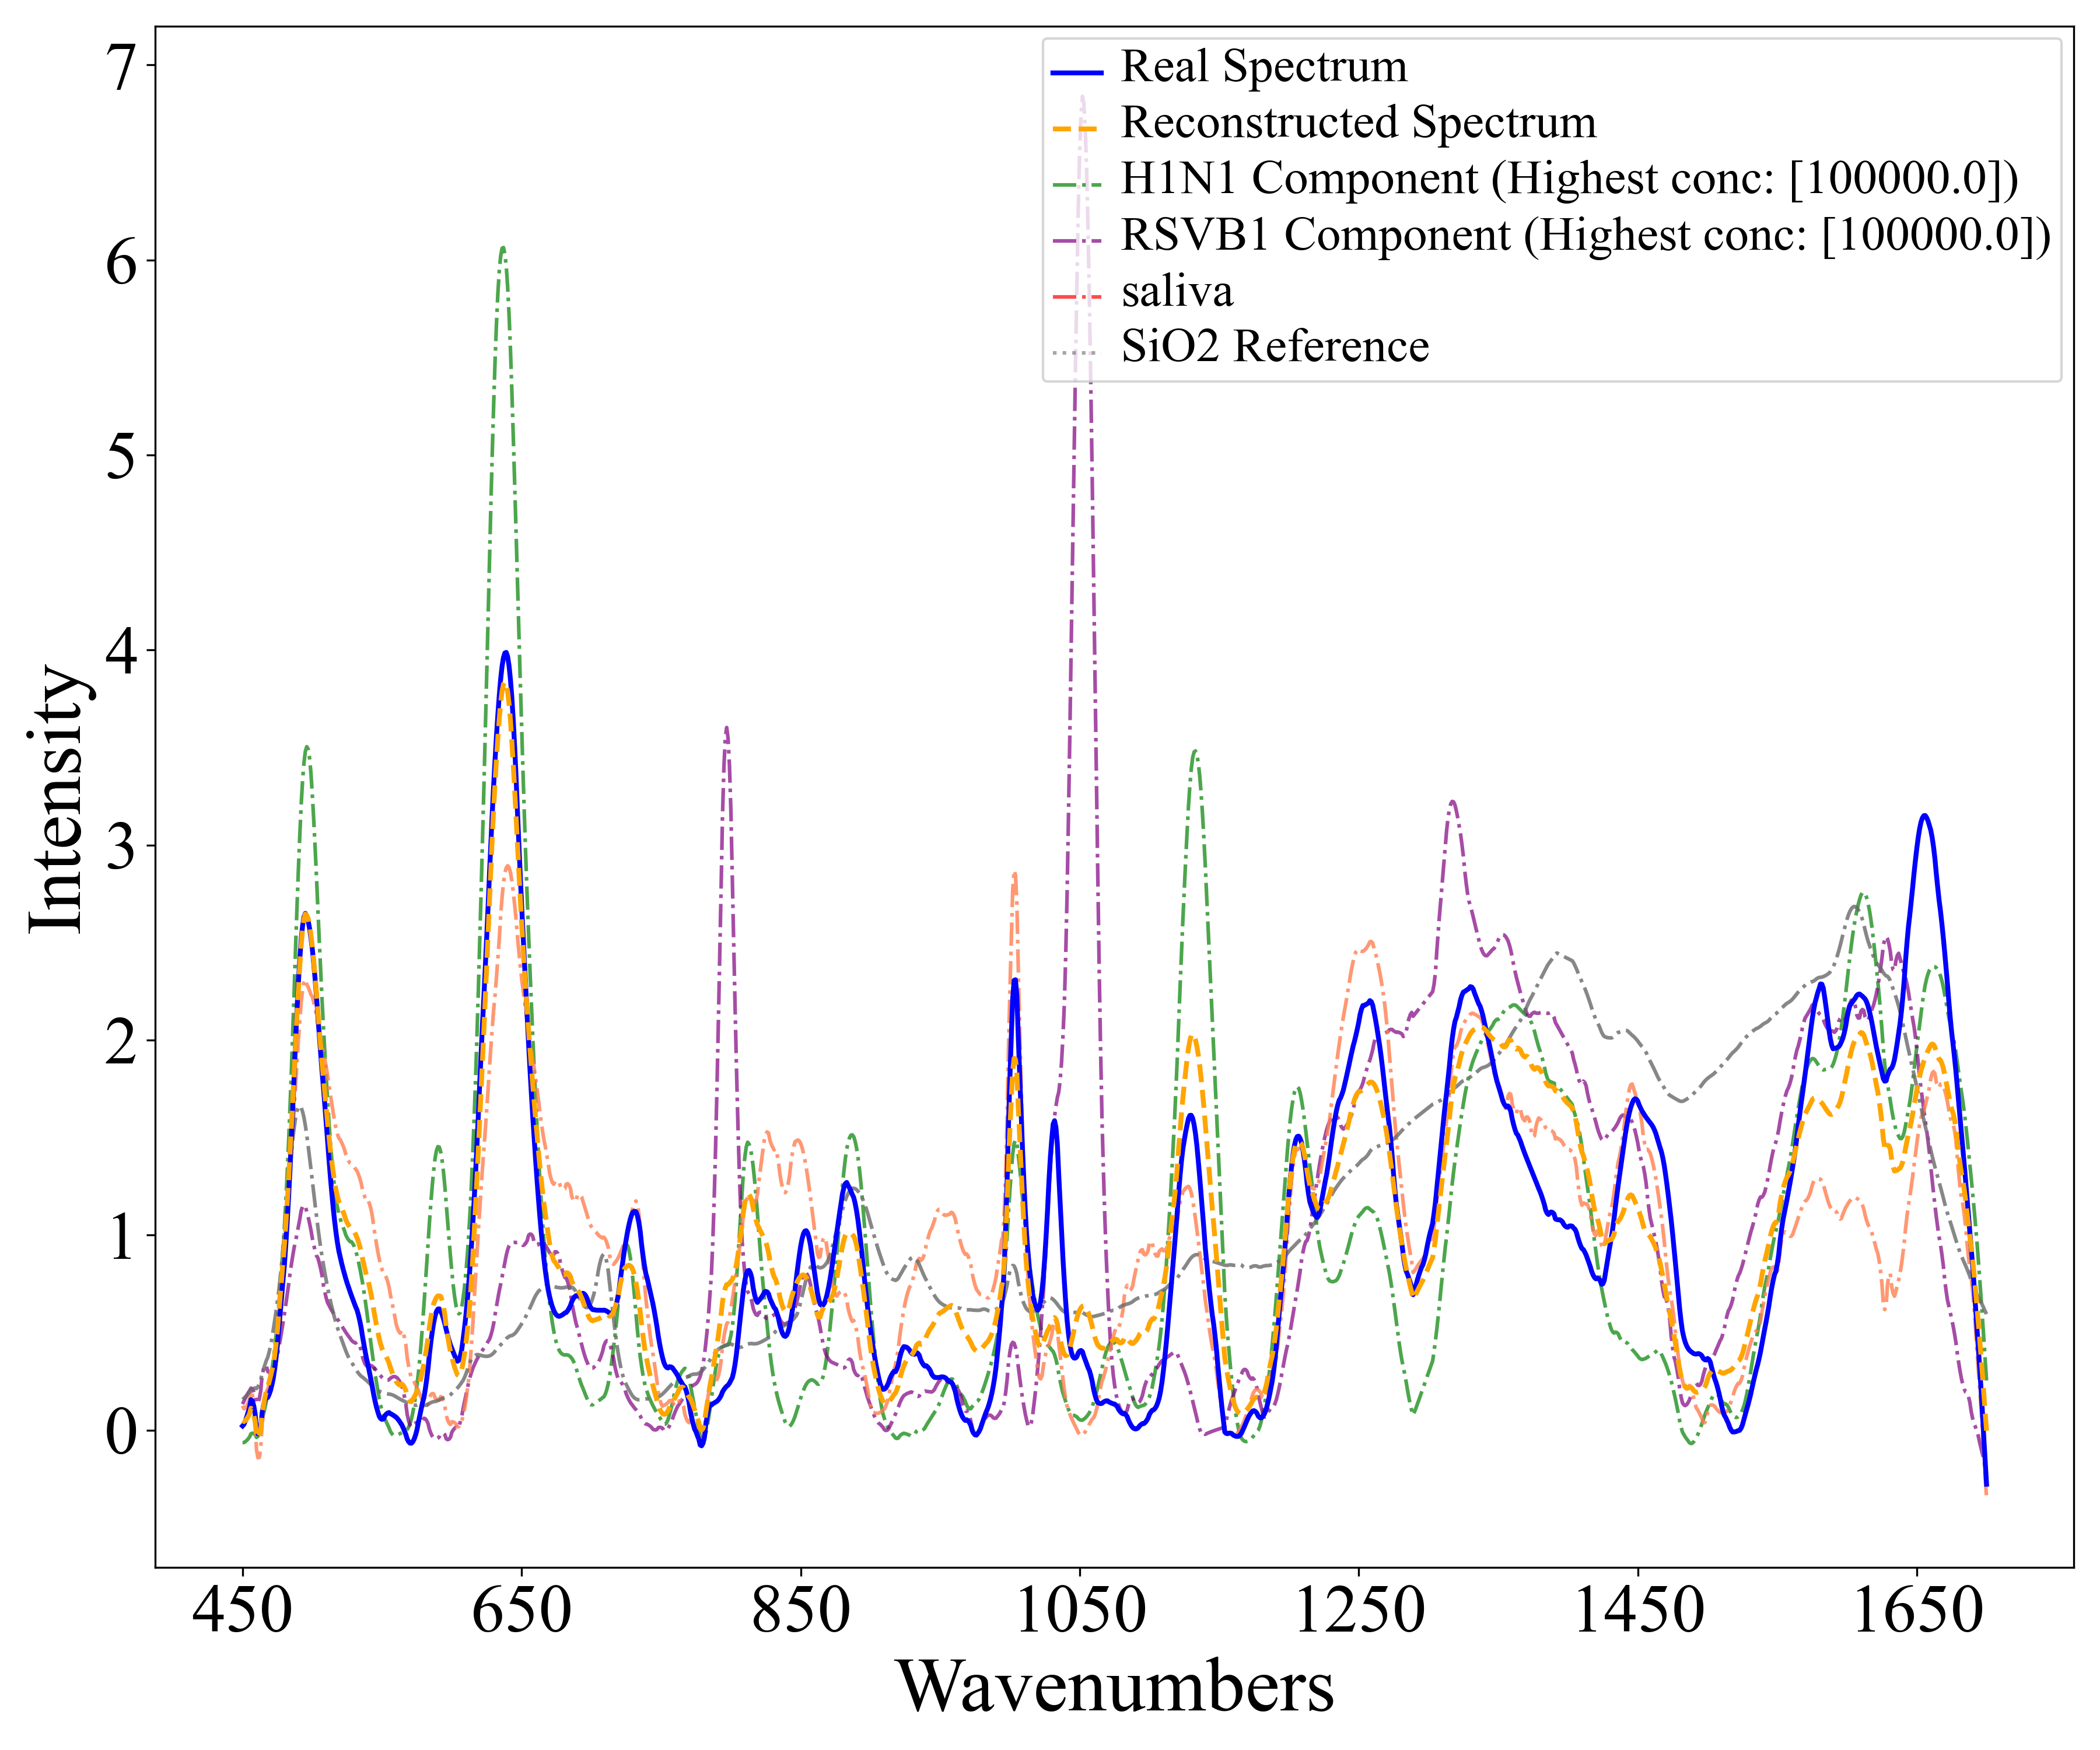 7
6
5
4
3
2
1
0
Intensity
450 650 850 1050 1250 1450 1650
Wavenumbers
Real Spectrum
Reconstructed Spectrum
H1N1 Component (Highest conc: [100000.0])
RSVB1 Component (Highest conc: [100000.0])
saliva
SiO2 Reference